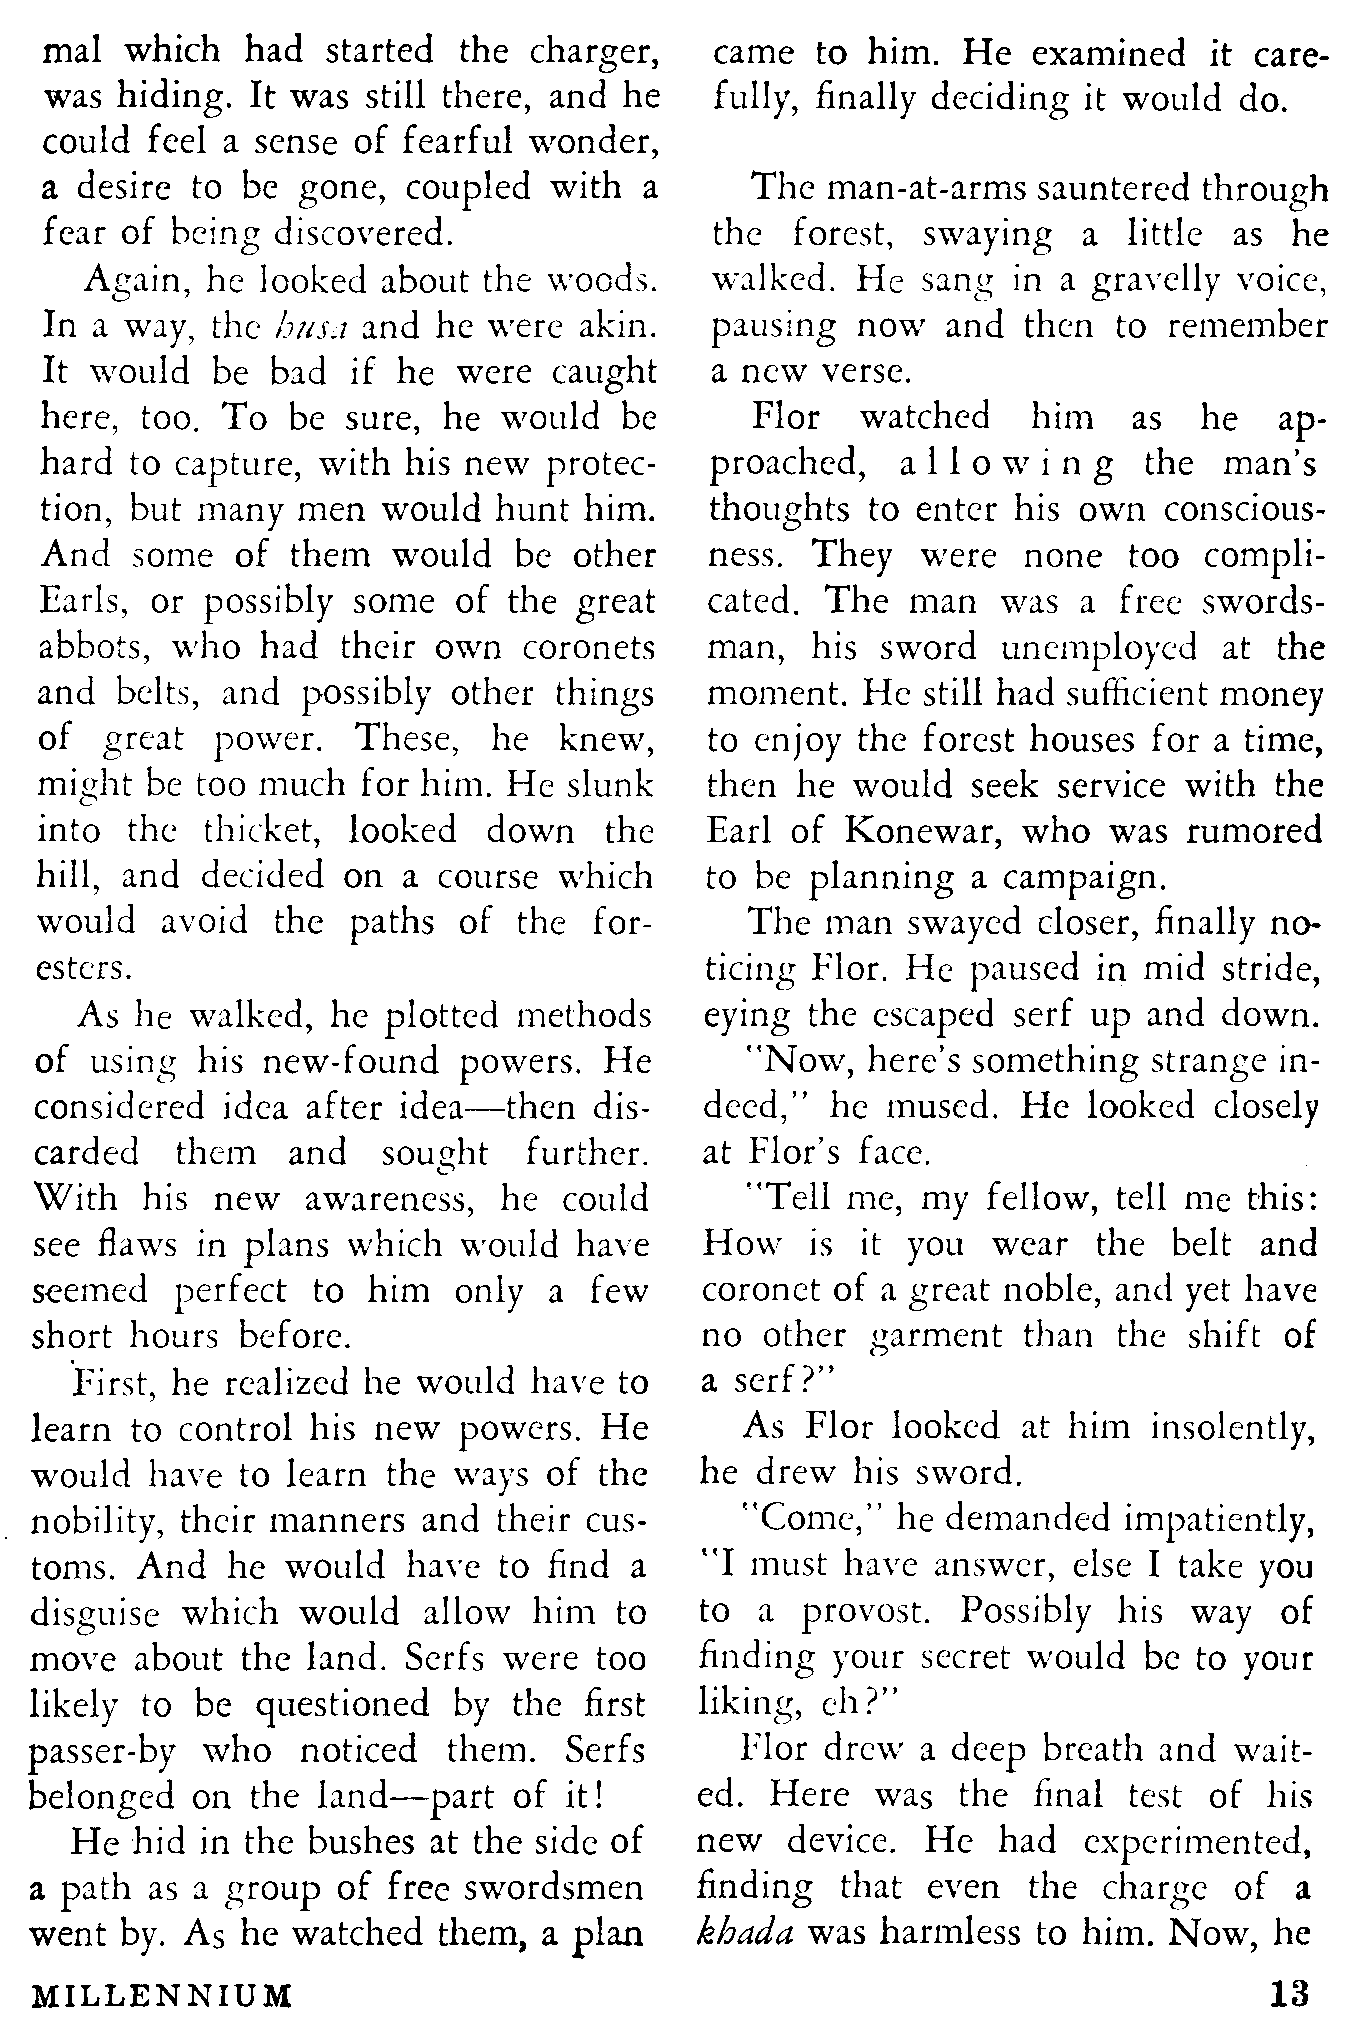 mal which had started the charger,
was hiding. It was still there, and he
could feel a sense of fearful wonder,
a desire to be gone, coupled with a
fear of being discovered.
Again, he looked about the woods.
In a way, the busa and he were akin.
It would be bad if he were caught
here, too. To be sure, he would be
hard to capture, with his new protec-
tion, but many men would hunt him.
And some of them would be other
Earls, or possibly some of the great
abbots, who had their own coronets
and belts, and possibly other things
of great power. These, he knew,
might be too much for him. He slunk
into the thicket, looked down the
hill, and decided on a course which
would avoid the paths of the for-
esters.
As he walked, he plotted methods
of using his new-found powers. He
considered idea after idea—then dis-
carded them and sought further.
With his new awareness, he could
see flaws in plans which would have
seemed perfect to him only a few
short hours before.
First, he realized he would have to
learn to control his new powers. He
would have to learn the ways of the
nobility, their manners and their cus-
toms. And he would have to find a
disguise which would allow him to
move about the land. Serfs were too
likely to be questioned by the first
passer-by who noticed them. Serfs
belonged on the land—part of it!
He hid in the bushes at the side of
a path as a group of free swordsmen
went by. As he watched them, a plan
came to him. He examined it care-
fully, finally deciding it would do.
The man-at-arms sauntered through
the forest, swaying a little as he
walked. He sang in a gravelly voice,
pausing now and then to remember
a new verse.
Flor watched him as he ap-
proached, allowing the man's
thoughts to enter his own conscious-
ness. They were none too compli-
cated. The man was a free swords-
man, his sword unemployed at the
moment. He still had sufficient money
to enjoy the forest houses for a time,
then he would seek service with the
Earl of Konewar, who was rumored
to be planning a campaign.
The man swayed closer, finally no-
ticing Flor. He paused in mid stride,
eying the escaped serf up and down.
"Now, here's something strange in-
deed," he mused. He looked closely
at Flor's face.
"Tell me, my fellow, tell me this:
How is it you wear the belt and
coronet of a great noble, and yet have
no other garment than the shift of
a serf?"
As Flor looked at him insolently,
he drew his sword.
"Come," he demanded impatiently,
"I must have answer, else I take you
to a provost. Possibly his way of
finding your secret would be to your
liking, eh?"
Flor drew a deep breath and wait-
ed. Here was the final test of his
new device. He had experimented,
finding that even the charge of a
khada was harmless to him. Now, he
MILLENNIUM 13